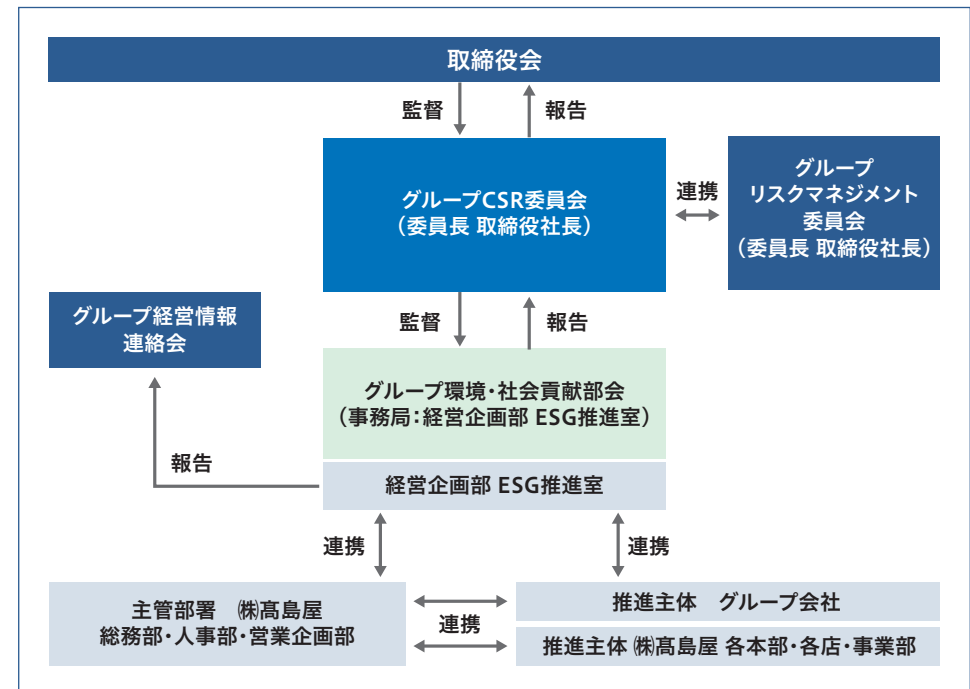 取締役会
監督
報告
グループCSR委員会
(委員長 取締役社長)
連携
グループ
リスクマネジメント
委員会
(委員長 取締役社長)
監督
報告
グループ経営情報
連絡会
グループ環境・社会貢献部会
(事務局:経営企画部 ESG推進室)
報告
経営企画部 ESG推進室
連携
連携
主管部署 ㈱髙島屋
総務部・人事部・営業企画部
連携
推進主体 グループ会社
推進主体 ㈱髙島屋 各本部・各店・事業部